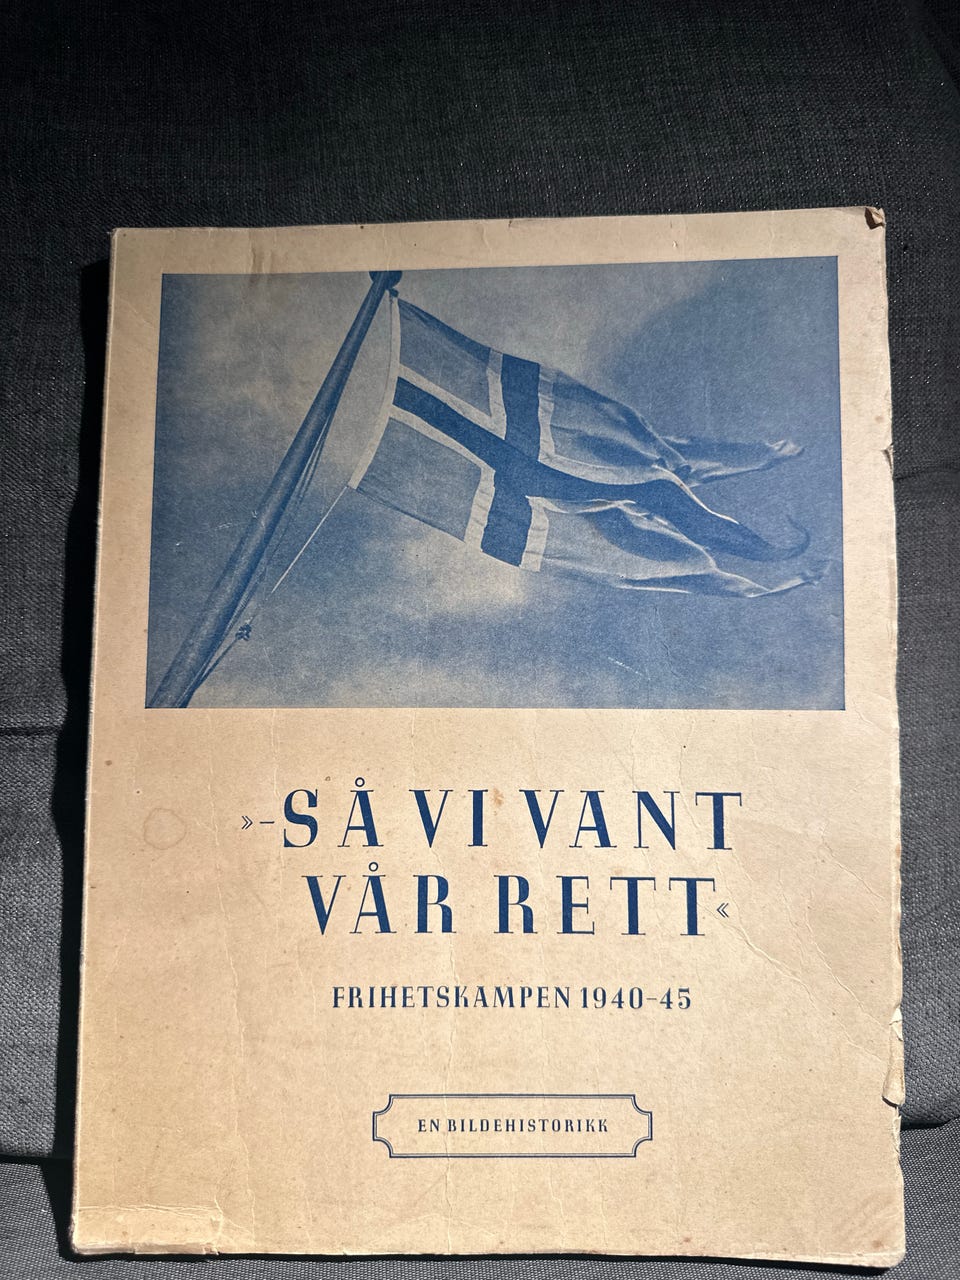 »–SÅ VI VANT
VÅR RETT«
FRIHETSKAMPEN 1940–45
EN BILDEHISTORIKK